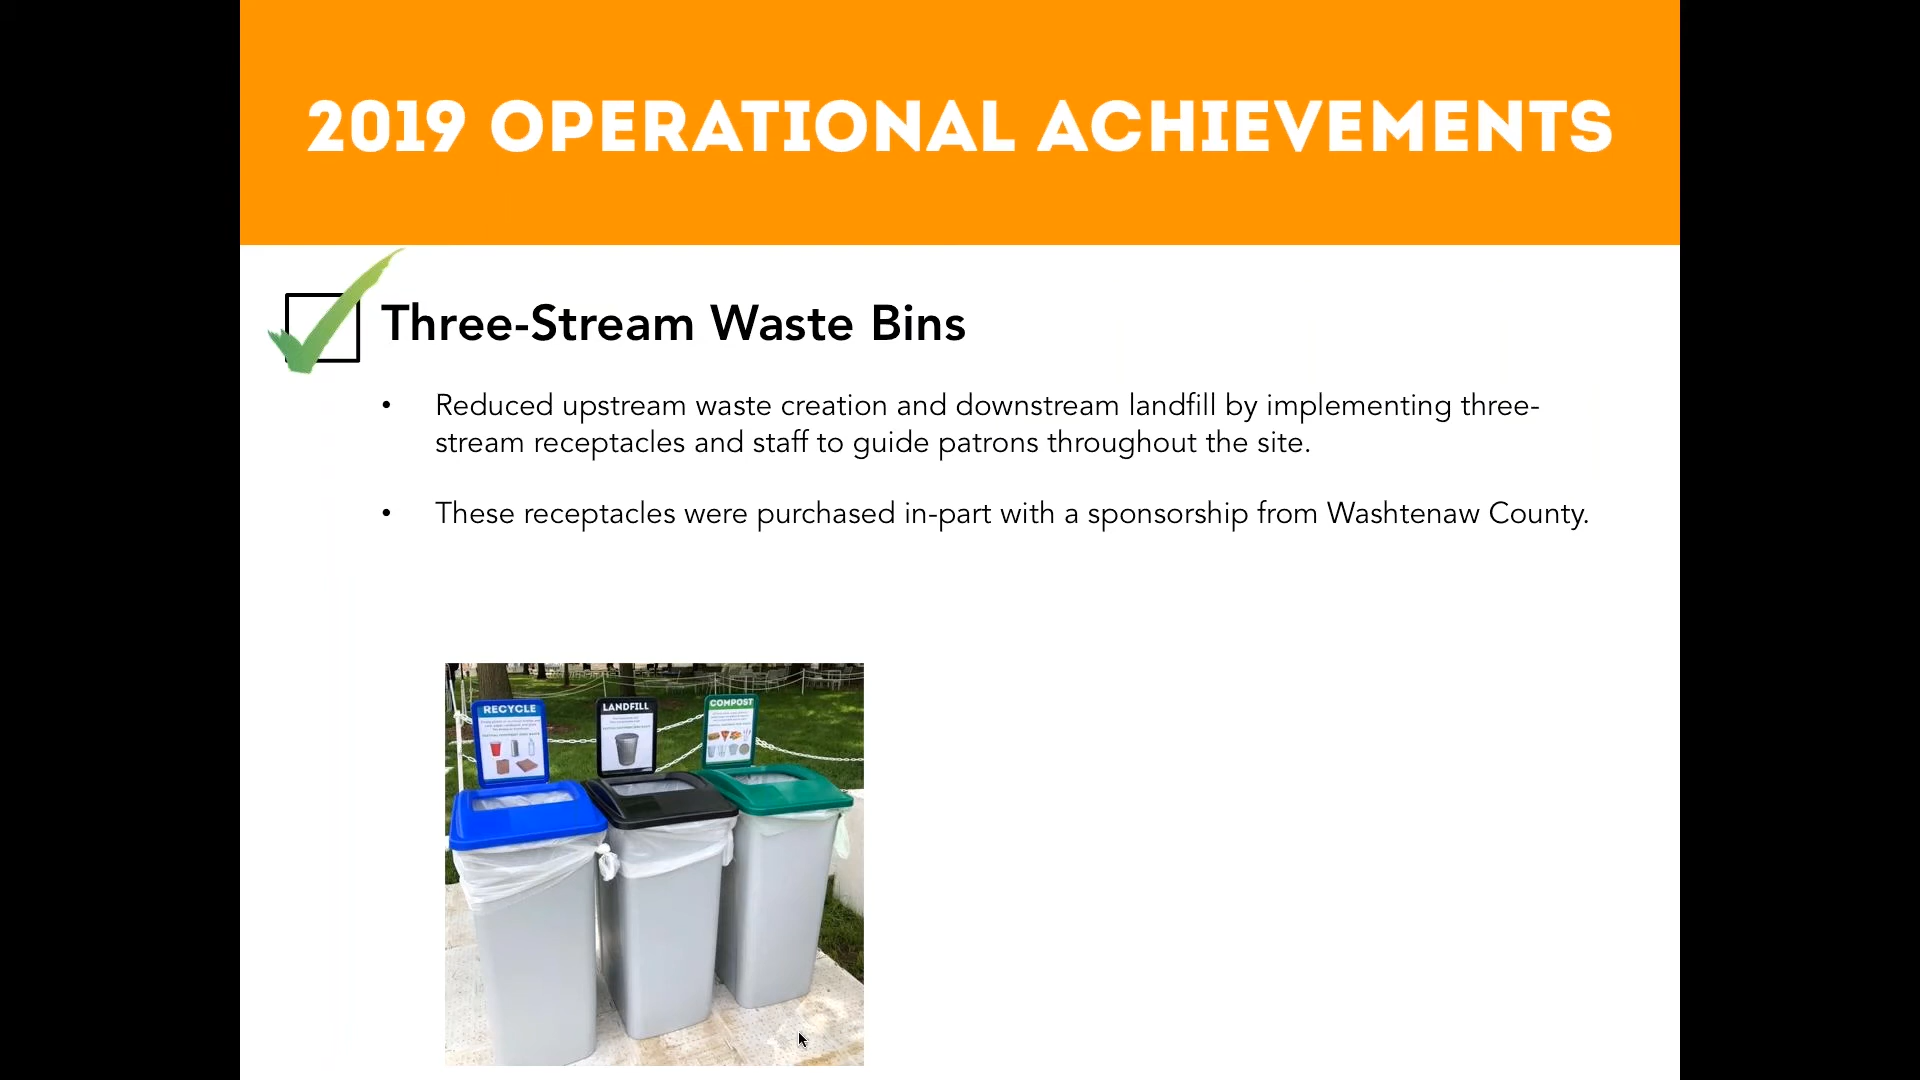 2019 OPERATIONAL ACHIEVEMENTS
Three-Stream Waste Bins
• Reduced upstream waste creation and downstream landfill by implementing three-
stream receptacles and staff to guide patrons throughout the site.
• These receptacles were purchased in-part with a sponsorship from Washtenaw County.
RECYCLE
LANDFILL
COMPOST